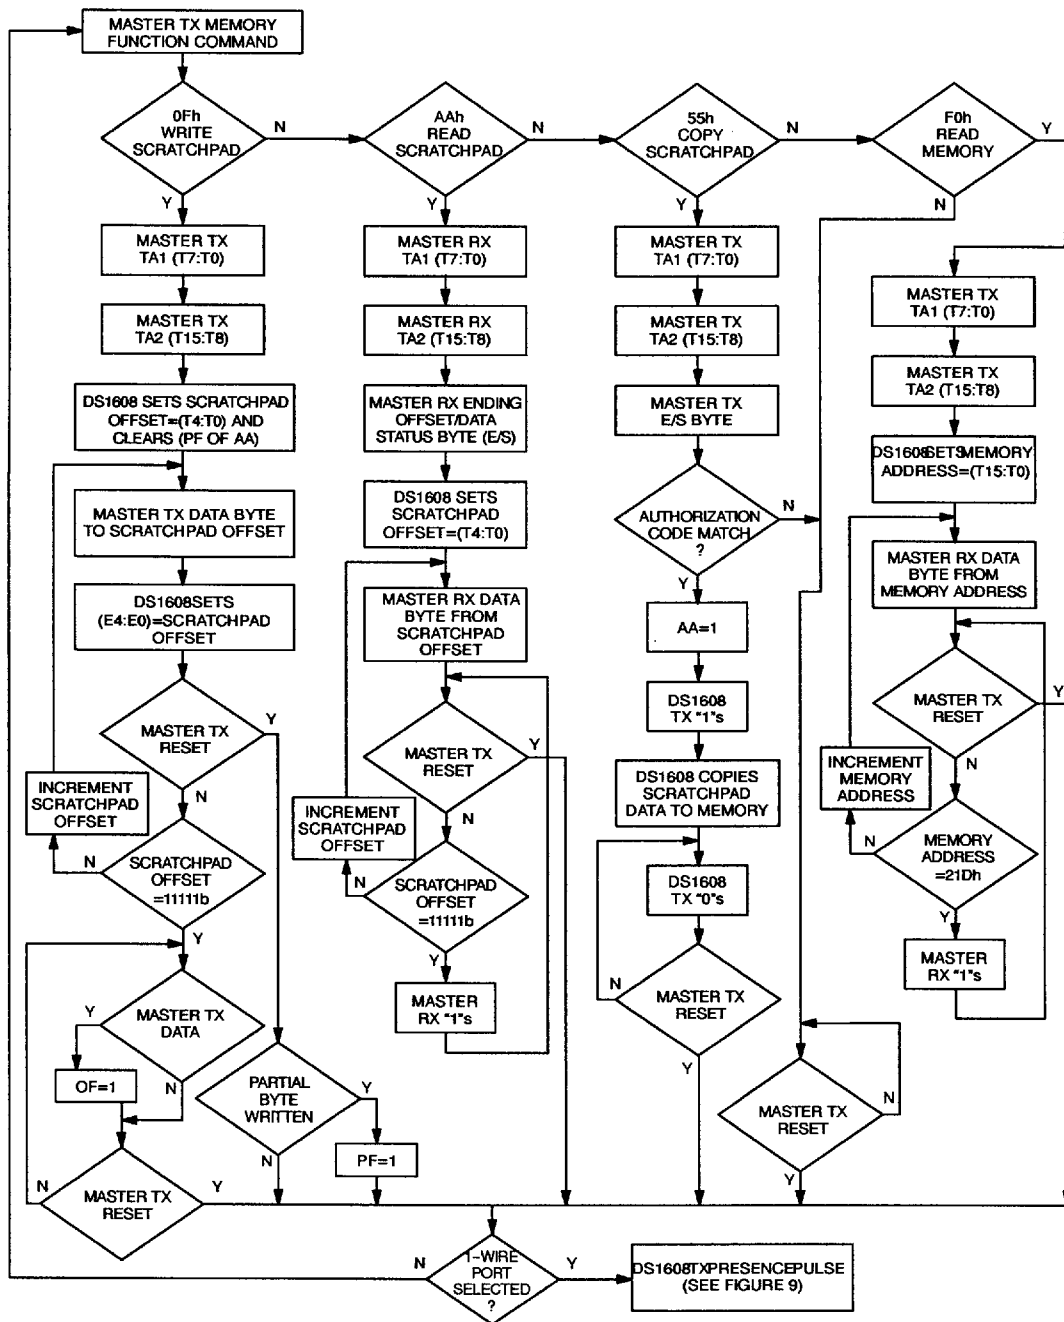 MASTER TX MEMORY
FUNCTION COMMAND
0Fh
WRITE
SCRATCHPAD
N
Y
AAh
READ
SCRATCHPAD
N
Y
55h
COPY
SCRATCHPAD
N
Y
F0h
READ
MEMORY
Y
N
MASTER TX
TA1 (T7:T0)
MASTER TX
TA2 (T15:T8)
DS1608 SETS SCRATCHPAD
OFFSET=(T4:T0) AND
CLEARS (PF OF AA)
MASTER TX DATA BYTE
TO SCRATCHPAD OFFSET
DS1608SETS
(E4:E0)=SCRATCHPAD
OFFSET
MASTER TX
RESET
Y
N
INCREMENT
SCRATCHPAD
OFFSET
SCRATCHPAD
OFFSET
=11111b
N
Y
MASTER TX
DATA
Y
N
OF=1
MASTER TX
RESET
N
Y
PARTIAL
BYTE
WRITTEN
Y
N
PF=1
MASTER RX
TA1 (T7:T0)
MASTER RX
TA2 (T15:T8)
MASTER RX ENDING
OFFSET/DATA
STATUS BYTE (E/S)
DS1608 SETS
SCRATCHPAD
OFFSET=(T4:T0)
MASTER RX DATA
BYTE FROM
SCRATCHPAD
OFFSET
MASTER TX
RESET
Y
N
INCREMENT
SCRATCHPAD
OFFSET
SCRATCHPAD
OFFSET
=11111b
N
Y
MASTER
RX "1"s
MASTER TX
TA1 (T7:T0)
MASTER TX
TA2 (T15:T8)
MASTER TX
E/S BYTE
AUTHORIZATION
CODE MATCH
?
N
Y
AA=1
DS1608
TX "1"s
DS1608 COPIES
SCRATCHPAD
DATA TO MEMORY
DS1608
TX "0"s
MASTER TX
RESET
N
Y
MASTER TX
TA1 (T7:T0)
MASTER TX
TA2 (T15:T8)
DS1608SETSMEMORY
ADDRESS=(T15:T0)
MASTER RX DATA
BYTE FROM
MEMORY ADDRESS
MASTER TX
RESET
Y
N
INCREMENT
MEMORY
ADDRESS
MEMORY
ADDRESS
=21Dh
N
Y
MASTER
RX "1"s
MASTER TX
RESET
N
Y
1-WIRE
PORT
SELECTED
?
N
Y
DS1608TXPRESENCEPULSE
(SEE FIGURE 9)